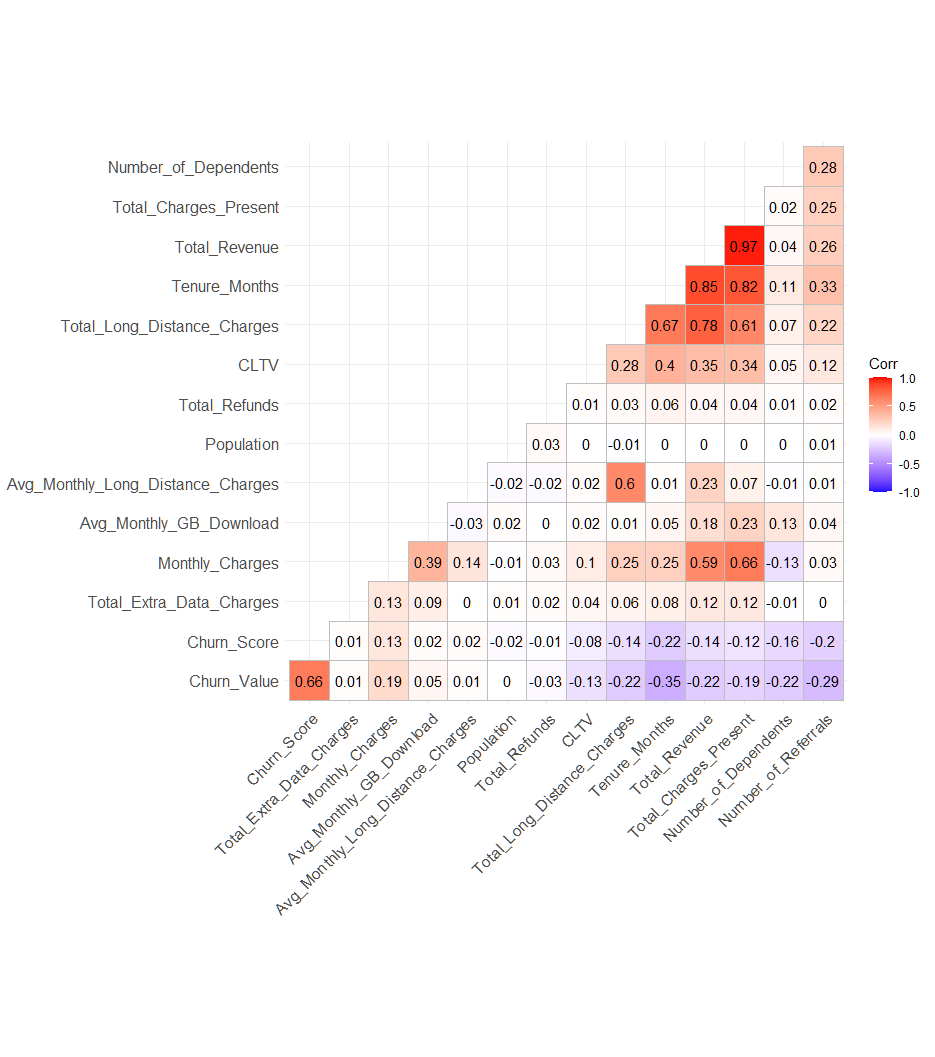 Number_of_Dependents 0.28
Total_Charges_Present 0.02 0.25
Total_Revenue 0.97 0.04 0.26
Tenure_Months 0.85 0.82 0.11 0.33
Total_Long_Distance_Charges 0.67 0.78 0.61 0.07 0.22
CLTV 0.28 0.4 0.35 0.34 0.05 0.12
Total_Refunds 0.01 0.03 0.06 0.04 0.04 0.01 0.02
Population 0.03 0 -0.01 0 0 0 0 0.01
Avg_Monthly_Long_Distance_Charges -0.02 -0.02 0.02 0.6 0.01 0.23 0.07 -0.01 0.01
Avg_Monthly_GB_Download -0.03 0.02 0 0.02 0.01 0.05 0.18 0.23 0.13 0.04
Monthly_Charges 0.39 0.14 -0.01 0.03 0.1 0.25 0.25 0.59 0.66 -0.13 0.03
Total_Extra_Data_Charges 0.13 0.09 0 0.01 0.02 0.04 0.06 0.08 0.12 0.12 -0.01 0
Churn_Score 0.01 0.13 0.02 0.02 -0.02 -0.01 -0.08 -0.14 -0.22 -0.14 -0.12 -0.16 -0.2
Churn_Value 0.66 0.01 0.19 0.05 0.01 0 -0.03 -0.13 -0.22 -0.35 -0.22 -0.19 -0.22 -0.29
Churn_Score
Total_Extra_Data_Charges
Monthly_Charges
Avg_Monthly_GB_Download
Avg_Monthly_Long_Distance_Charges
Population
Total_Refunds
CLTV
Total_Long_Distance_Charges
Tenure_Months
Total_Revenue
Total_Charges_Present
Number_of_Dependents
Number_of_Referrals
Corr
1.0
0.5
0.0
-0.5
-1.0